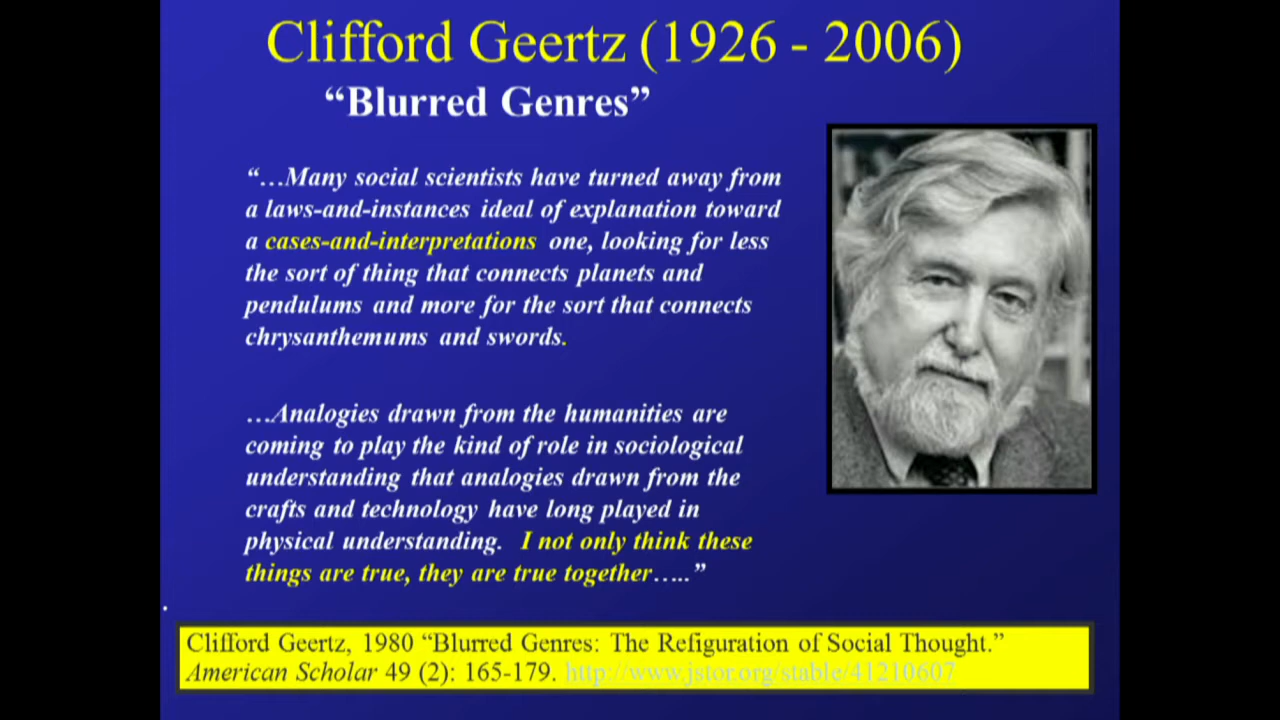 Clifford Geertz (1926 - 2006)
“Blurred Genres”
“…Many social scientists have turned away from
a laws-and-instances ideal of explanation toward
a cases-and-interpretations one, looking for less
the sort of thing that connects planets and
pendulums and more for the sort that connects
chrysanthemums and swords.
…Analogies drawn from the humanities are
coming to play the kind of role in sociological
understanding that analogies drawn from the
crafts and technology have long played in
physical understanding. I not only think these
things are true, they are true together…..”
Clifford Geertz, 1980 “Blurred Genres: The Refiguration of Social Thought.”
American Scholar 49 (2): 165-179. http://www.jstor.org/stable/41210607